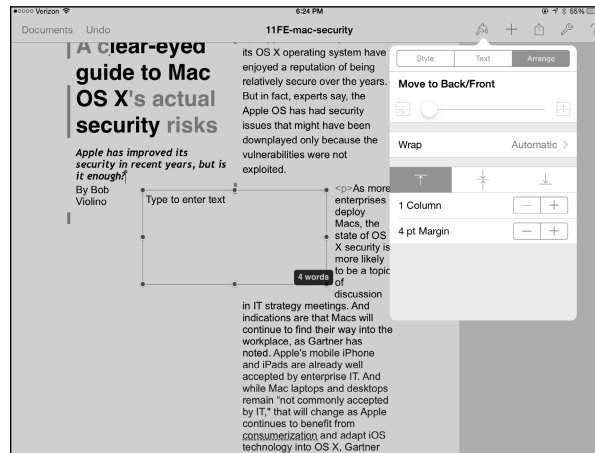 Verizon 6:24 PM 55%
Documents Undo 11FE-mac-security
A clear-eyed
guide to Mac
OS X's actual
security risks
Apple has improved its
security in recent years, but is
it enough?
By Bob
Violino
its OS X operating system have
enjoyed a reputation of being
relatively secure over the years.
But in fact, experts say, the
Apple OS has had security
issues that might have been
downplayed only because the
vulnerabilities were not
exploited.
Type to enter text
4 words
<p>As more
enterprises
deploy
Macs, the
state of OS
X security is
more likely
to be a topic
of
discussion
in IT strategy meetings. And
indications are that Macs will
continue to find their way into the
workplace, as Gartner has
noted. Apple's mobile iPhone
and iPads are already well
accepted by enterprise IT. And
while Mac laptops and desktops
remain "not commonly accepted
by IT," that will change as Apple
continues to benefit from
consumerization and adapt iOS
technology into OS X, Gartner
Style Text Arrange
Move to Back/Front
Wrap Automatic >
1 Column − +
4 pt Margin − +